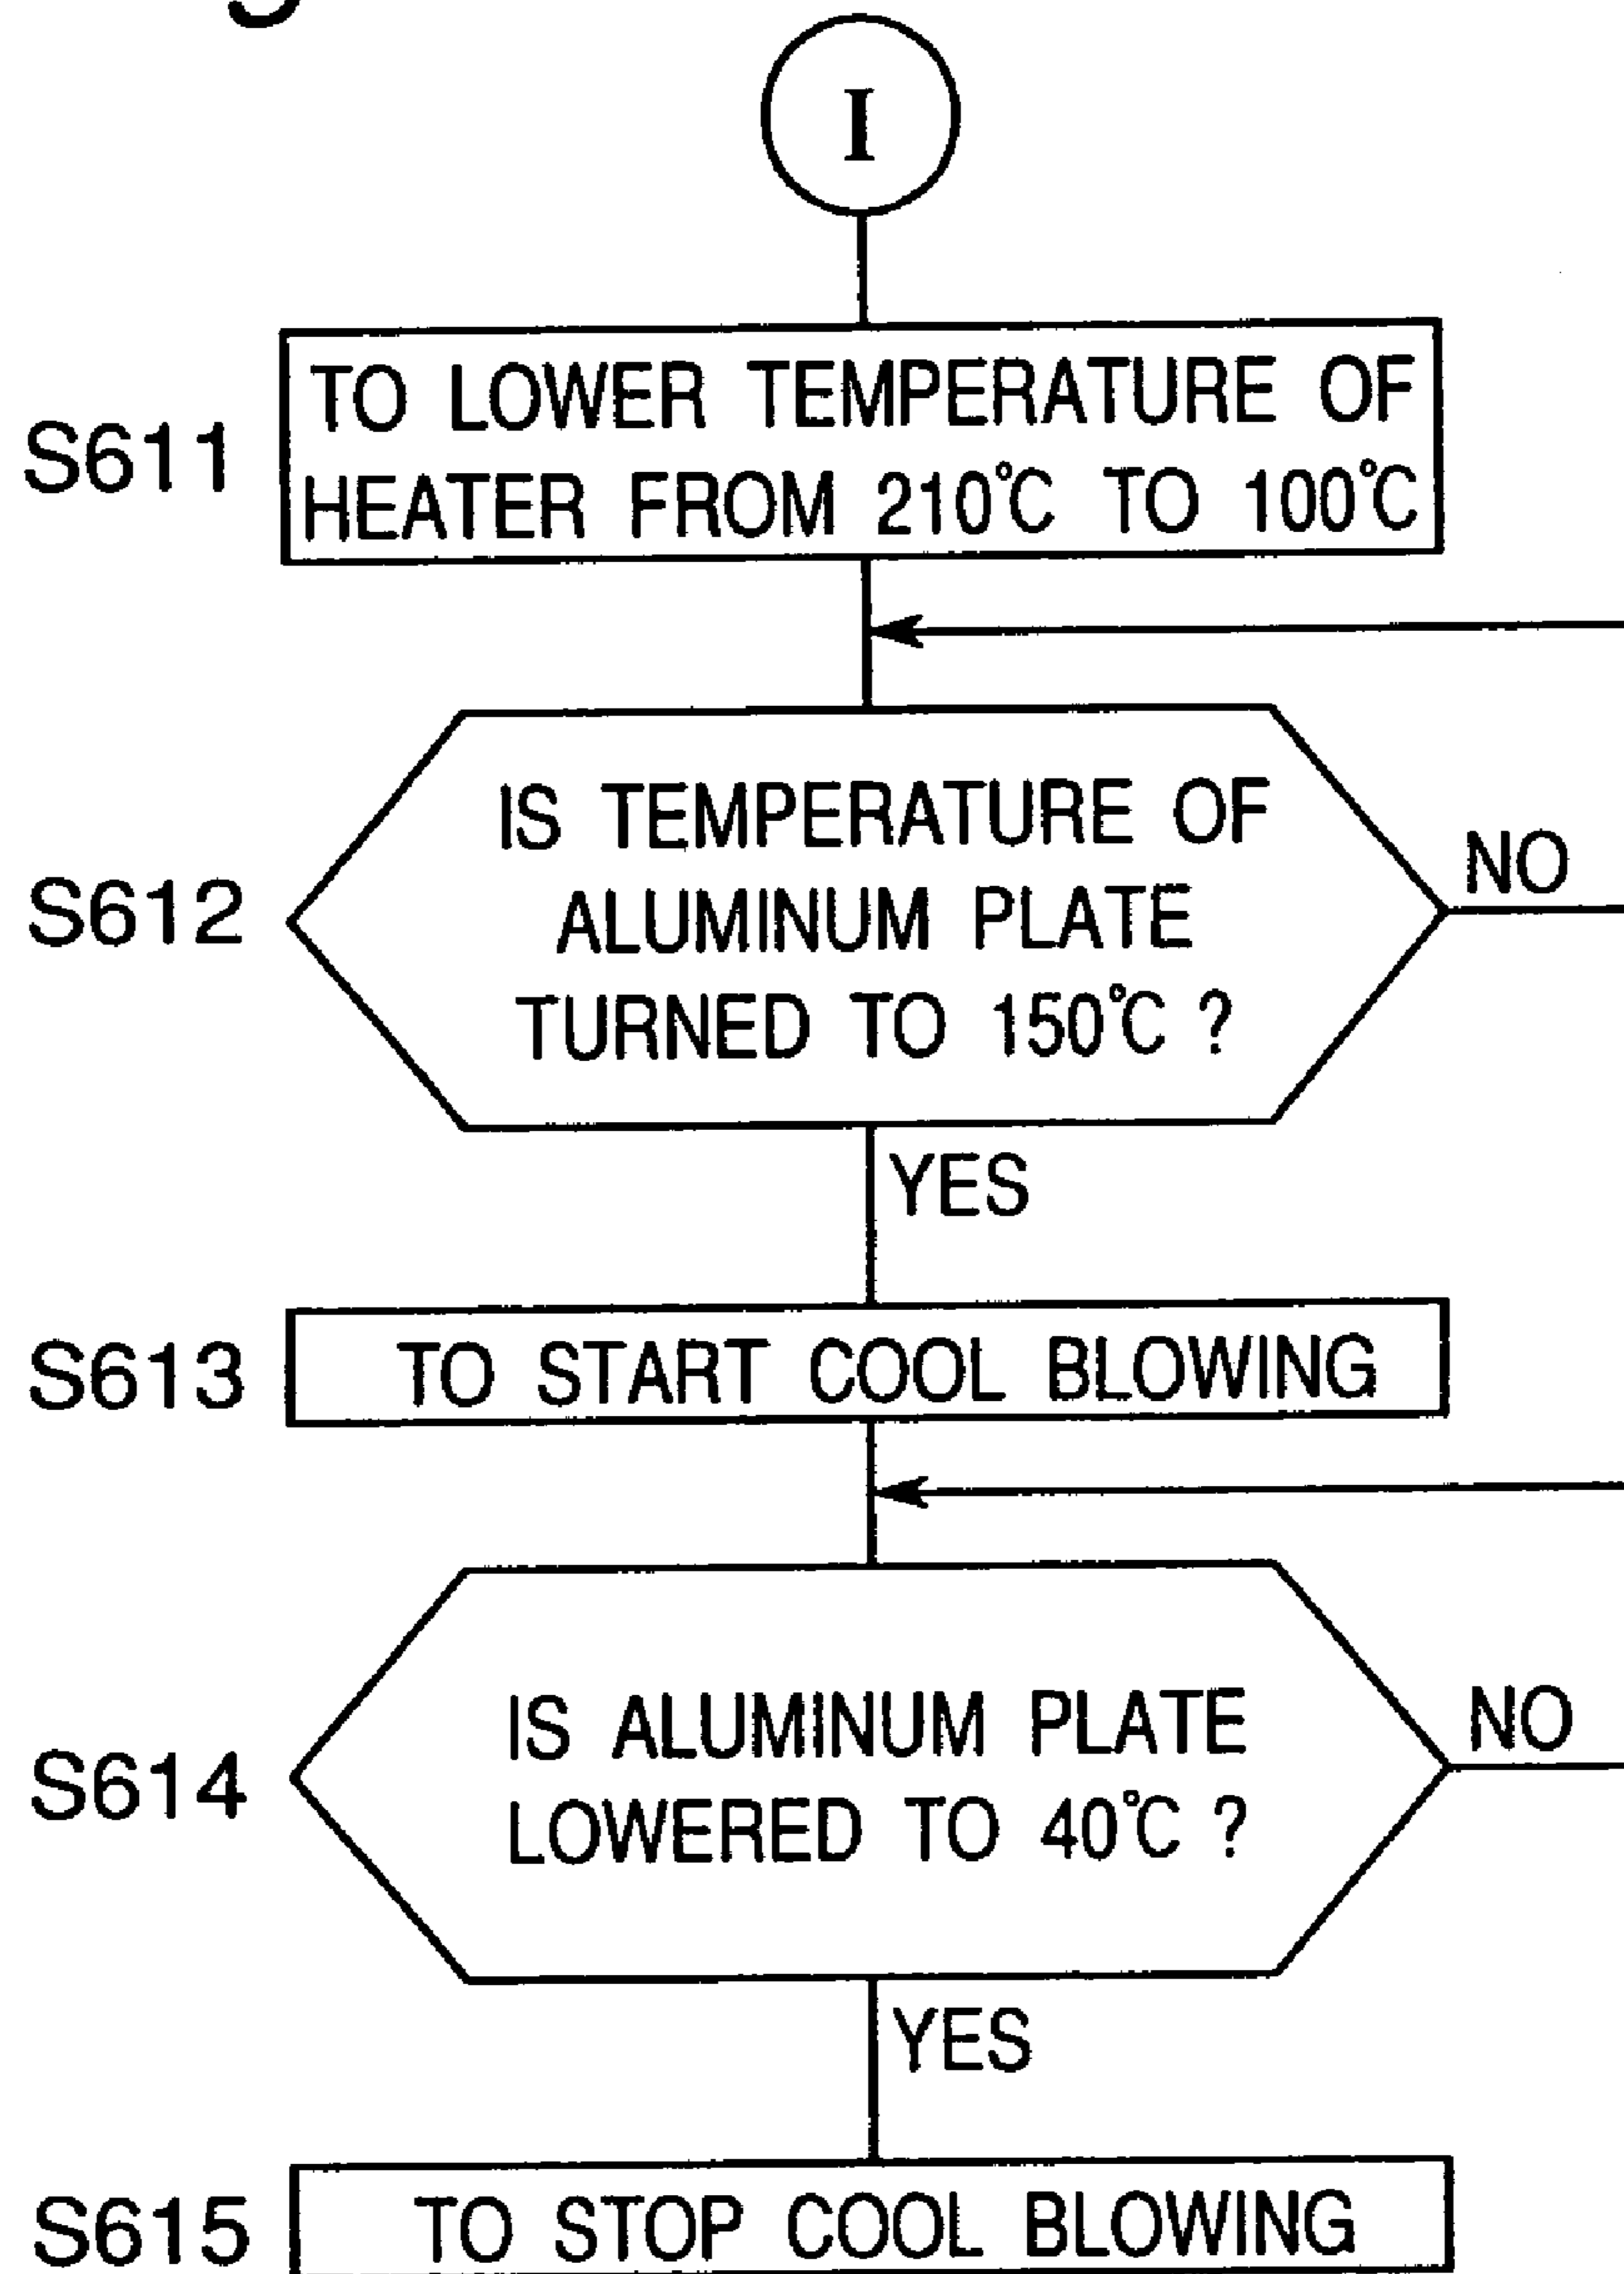 I
S611
TO LOWER TEMPERATURE OF
HEATER FROM 210°C TO 100°C
S612
IS TEMPERATURE OF
ALUMINUM PLATE
TURNED TO 150°C ?
NO
YES
S613
TO START COOL BLOWING
S614
IS ALUMINUM PLATE
LOWERED TO 40°C ?
NO
YES
S615
TO STOP COOL BLOWING